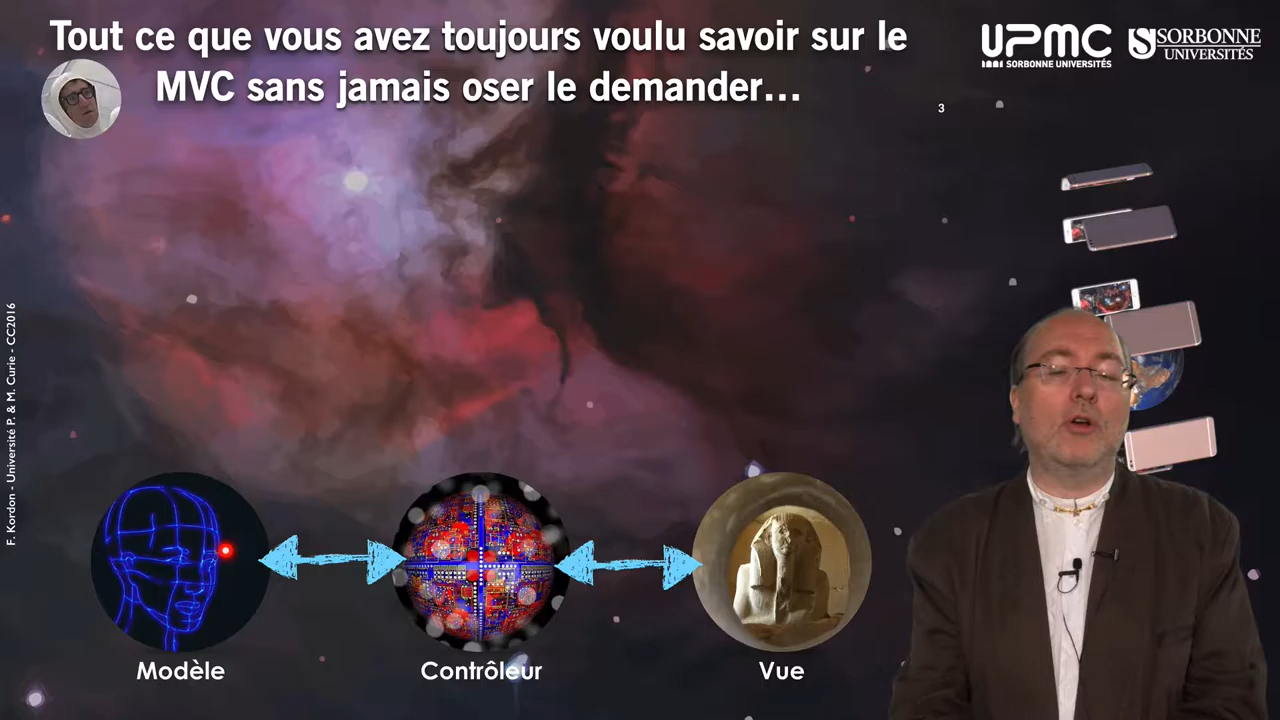 Tout ce que vous avez toujours voulu savoir sur le
MVC sans jamais oser le demander...
UPMC
SORBONNE UNIVERSITÉS
S SORBONNE
UNIVERSITÉS
3
F. Kordon - Université P. & M. Curie - CC2016
Modèle
Contrôleur
Vue